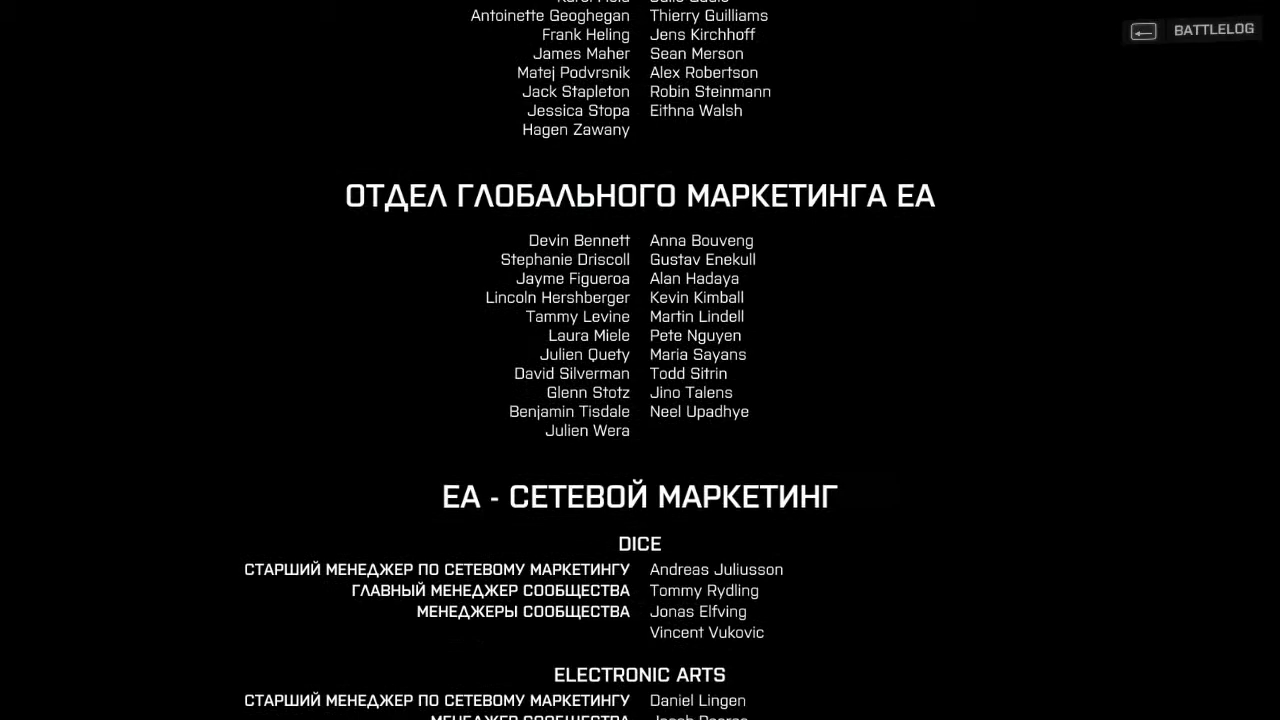 BATTLELOG
Antoinette Geoghegan Thierry Guilliams
Frank Heling Jens Kirchhoff
James Maher Sean Merson
Matej Podvrsnik Alex Robertson
Jack Stapleton Robin Steinmann
Jessica Stopa Eithna Walsh
Hagen Zawany
ОТДЕЛ ГЛОБАЛЬНОГО МАРКЕТИНГА EA
Devin Bennett Anna Bouveng
Stephanie Driscoll Gustav Enekull
Jayme Figueroa Alan Hadaya
Lincoln Hershberger Kevin Kimball
Tammy Levine Martin Lindell
Laura Miele Pete Nguyen
Julien Quety Maria Sayans
David Silverman Todd Sitrin
Glenn Stotz Jino Talens
Benjamin Tisdale Neel Upadhye
Julien Wera
EA - СЕТЕВОЙ МАРКЕТИНГ
DICE
СТАРШИЙ МЕНЕДЖЕР ПО СЕТЕВОМУ МАРКЕТИНГУ Andreas Juliusson
ГЛАВНЫЙ МЕНЕДЖЕР СООБЩЕСТВА Tommy Rydling
МЕНЕДЖЕРЫ СООБЩЕСТВА Jonas Elfving
Vincent Vukovic
ELECTRONIC ARTS
СТАРШИЙ МЕНЕДЖЕР ПО СЕТЕВОМУ МАРКЕТИНГУ Daniel Lingen